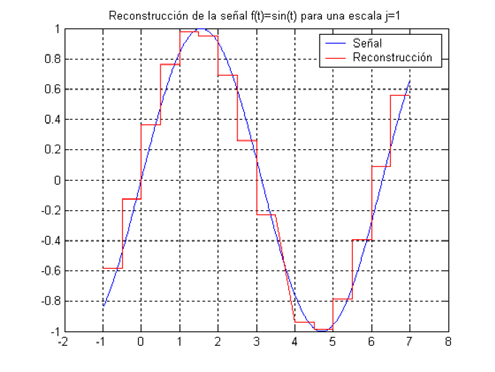 Reconstrucción de la señal f(t)=sin(t) para una escala j=1
Señal
Reconstrucción
1
0.8
0.6
0.4
0.2
0
-0.2
-0.4
-0.6
-0.8
-1
-2 -1 0 1 2 3 4 5 6 7 8